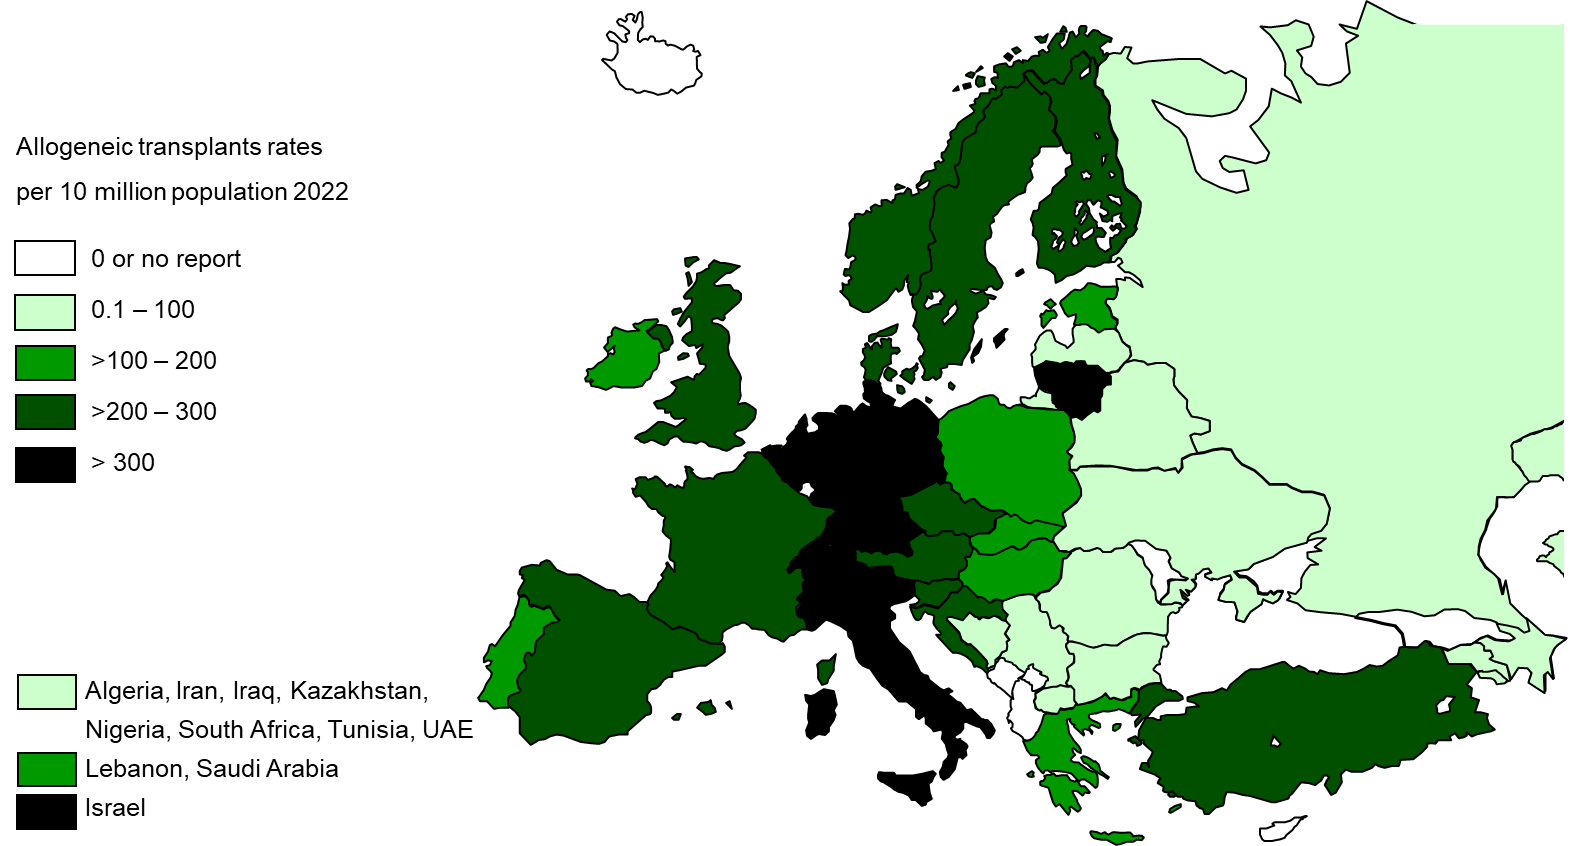 Allogeneic transplants rates
per 10 million population 2022
0 or no report
0.1 – 100
>100 – 200
>200 – 300
> 300
Algeria, Iran, Iraq, Kazakhstan,
Nigeria, South Africa, Tunisia, UAE
Lebanon, Saudi Arabia
Israel